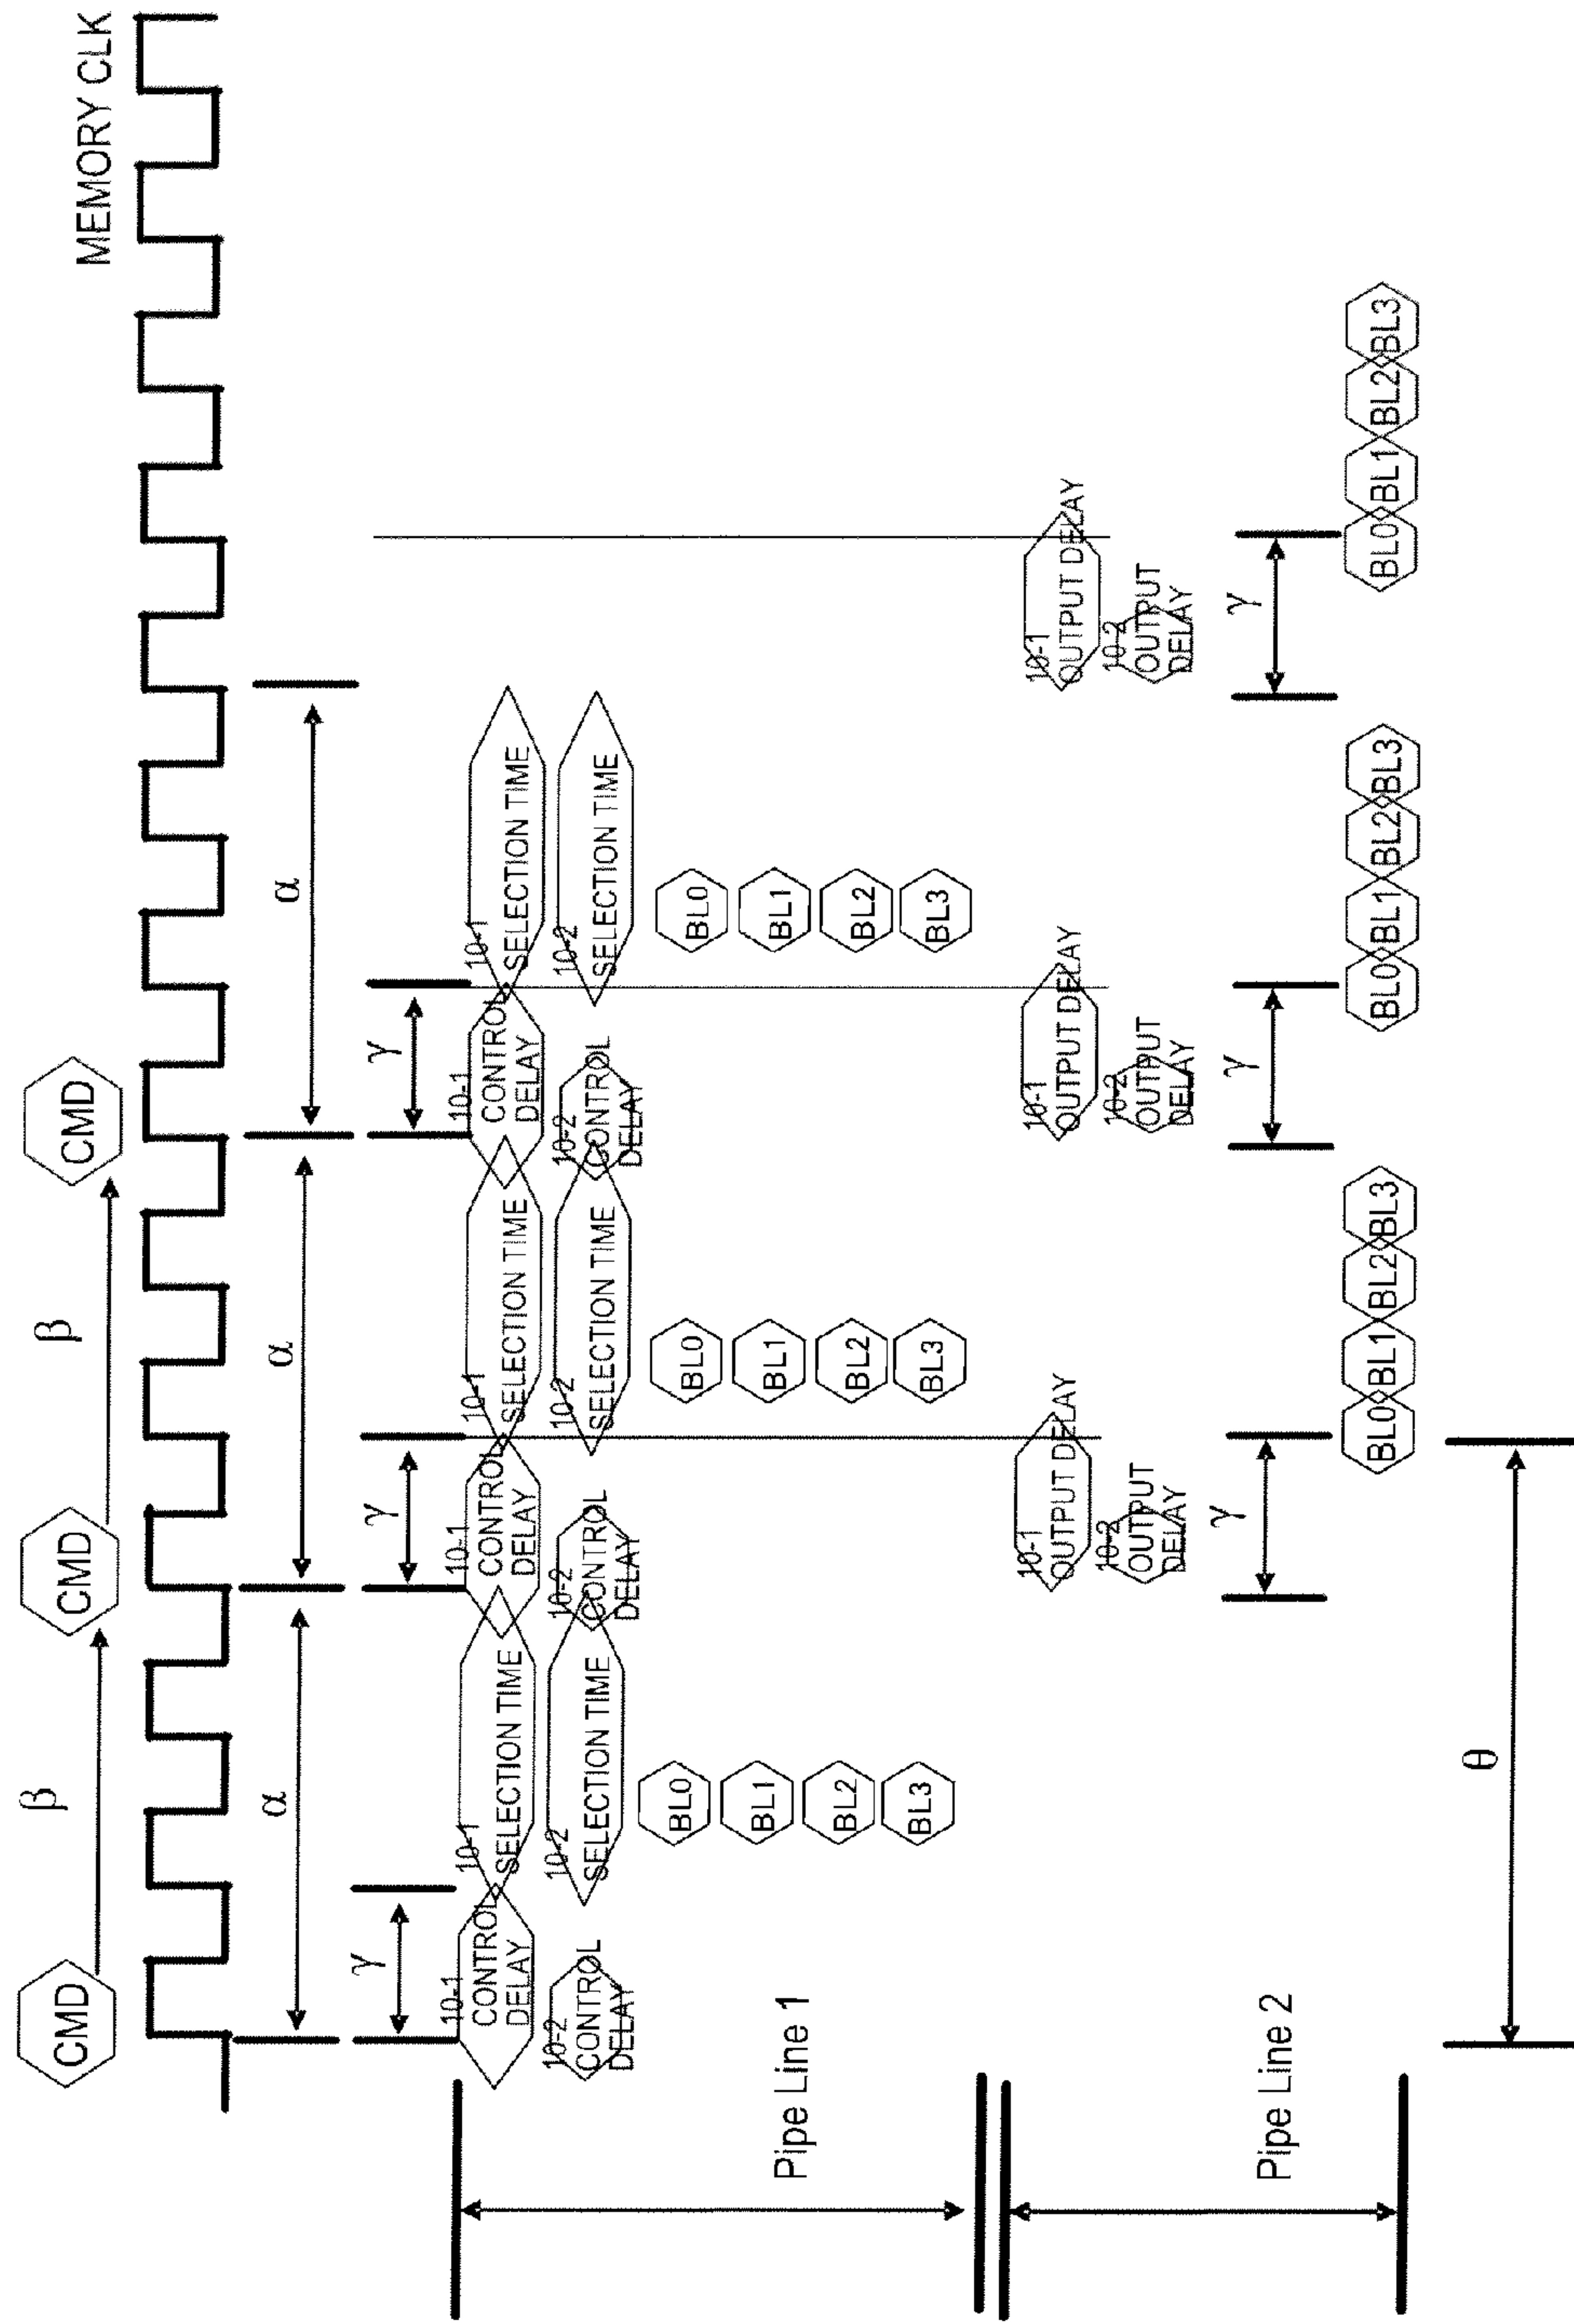 β
β
CMD
CMD
CMD
MEMORY CLK
α
α
α
γ
γ
γ
10-1
CONTROL
DELAY
10-1
SELECTION TIME
10-1
CONTROL
DELAY
10-1
SELECTION TIME
10-1
CONTROL
DELAY
10-1
SELECTION TIME
10-2
CONTROL
DELAY
10-2
SELECTION TIME
10-2
CONTROL
DELAY
10-2
SELECTION TIME
10-2
CONTROL
DELAY
10-2
SELECTION TIME
Pipe Line 1
BL0
BL1
BL2
BL3
BL0
BL1
BL2
BL3
BL0
BL1
BL2
BL3
Pipe Line 2
10-1
OUTPUT DELAY
10-2
OUTPUT
DELAY
10-1
OUTPUT DELAY
10-2
OUTPUT
DELAY
10-1
OUTPUT DELAY
10-2
OUTPUT
DELAY
γ
γ
γ
BL0 BL1 BL2 BL3
BL0 BL1 BL2 BL3
BL0 BL1 BL2 BL3
θ